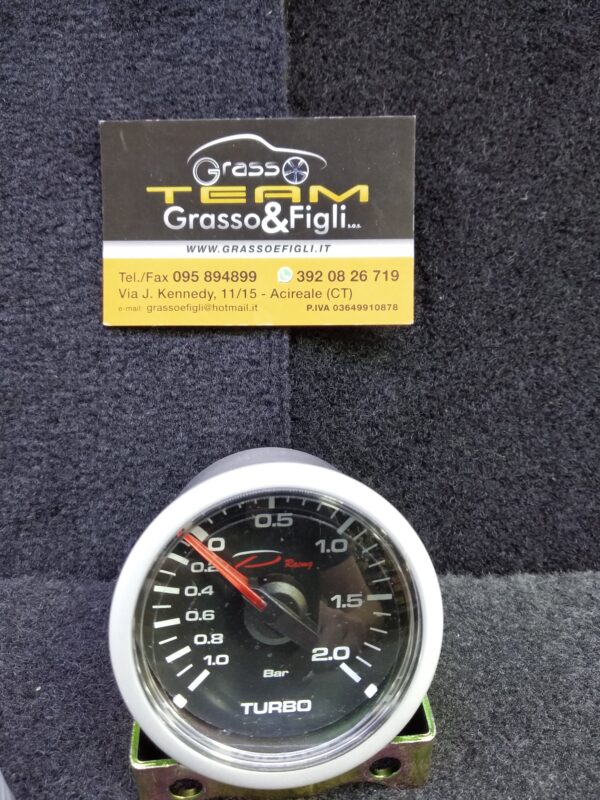 Grasso
TEAM
Grasso&Figli s.a.s.
WWW.GRASSOEFIGLI.IT
Tel./Fax 095 894899 392 08 26 719
Via J. Kennedy, 11/15 - Acireale (CT)
e-mail: grassoefigli@hotmail.it P.IVA 03649910878
0.5
0 1.0
0.2 Racing
0.4 1.5
0.6
0.8
1.0 Bar 2.0
TURBO